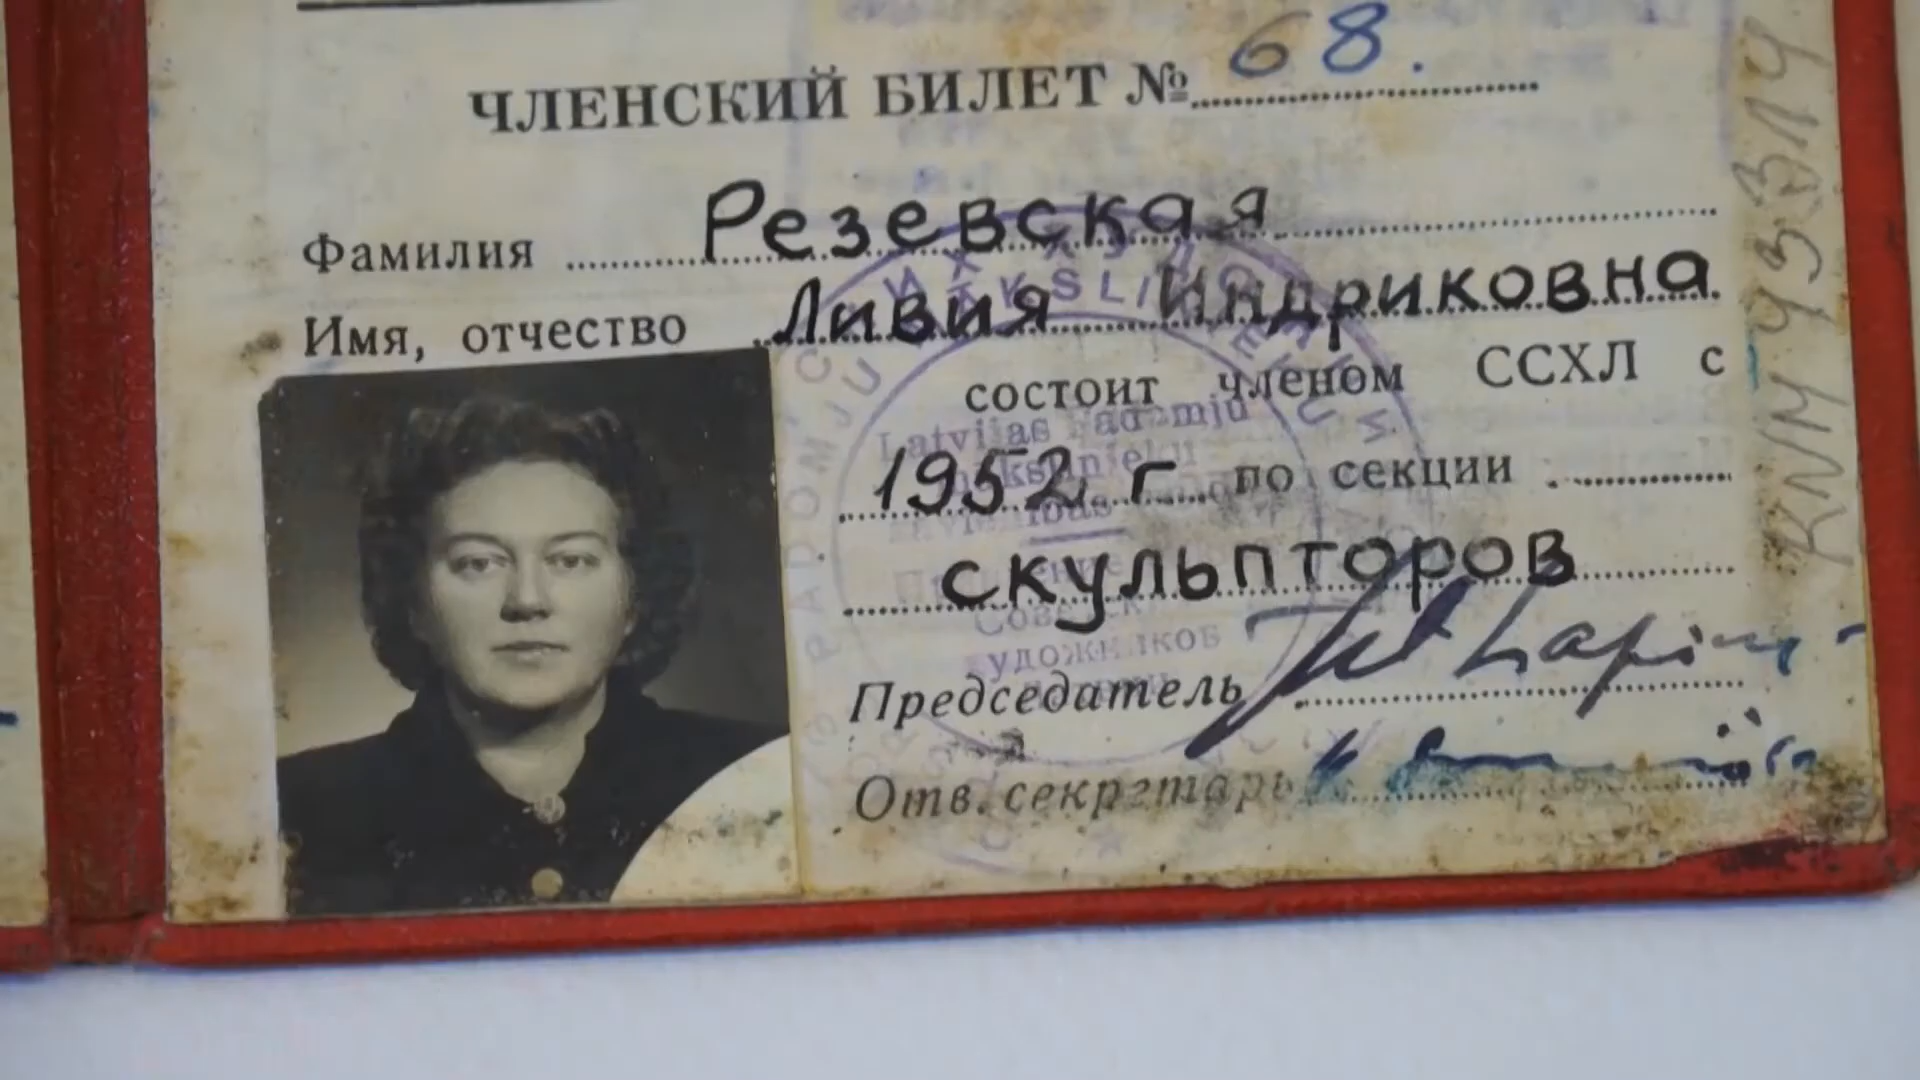 ЧЛЕНСКИЙ БИЛЕТ № 68.
Фамилия Резевская
Имя, отчество Ливия Индриковна
состоит членом ССХЛ с
1952 г. по секции
скульпторов
Председатель
Отв. секретарь